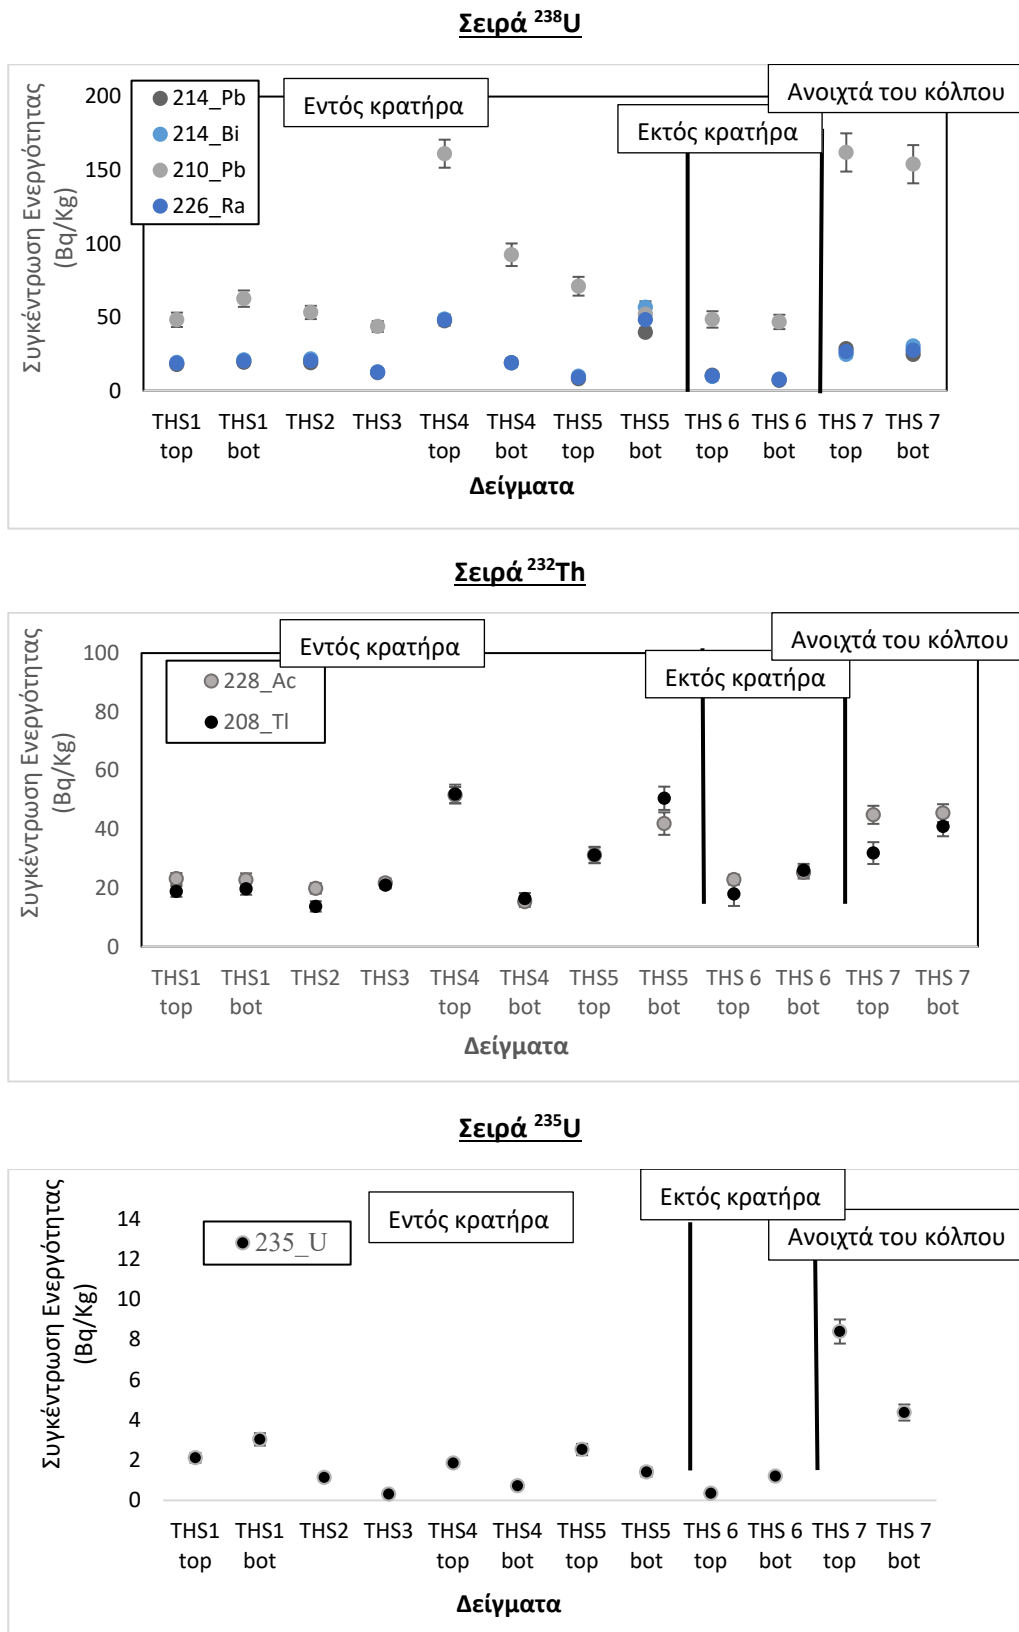 Σειρά ²³⁸U
Συγκέντρωση Ενεργότητας
(Bq/Kg)
200
150
100
50
0
214_Pb
214_Bi
210_Pb
226_Ra
Εντός κρατήρα
Εκτός κρατήρα
Ανοιχτά του κόλπου
THS1 THS1 THS2 THS3 THS4 THS4 THS5 THS5 THS 6 THS 6 THS 7 THS 7
top bot top bot top bot top bot top bot
Δείγματα
Σειρά ²³²Th
Συγκέντρωση Ενεργότητας
(Bq/Kg)
100
80
60
40
20
0
228_Ac
208_Tl
Εντός κρατήρα
Εκτός κρατήρα
Ανοιχτά του κόλπου
THS1 THS1 THS2 THS3 THS4 THS4 THS5 THS5 THS 6 THS 6 THS 7 THS 7
top bot top bot top bot top bot top bot
Δείγματα
Σειρά ²³⁵U
Συγκέντρωση Ενεργότητας
(Bq/Kg)
14
12
10
8
6
4
2
0
235_U
Εντός κρατήρα
Εκτός κρατήρα
Ανοιχτά του κόλπου
THS1 THS1 THS2 THS3 THS4 THS4 THS5 THS5 THS 6 THS 6 THS 7 THS 7
top bot top bot top bot top bot top bot
Δείγματα